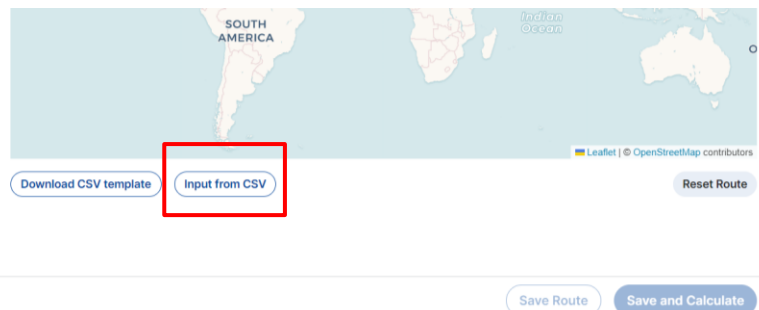 SOUTH
AMERICA
Indian
Ocean
O
Leaflet | © OpenStreetMap contributors
Download CSV template
Input from CSV
Reset Route
Save Route
Save and Calculate